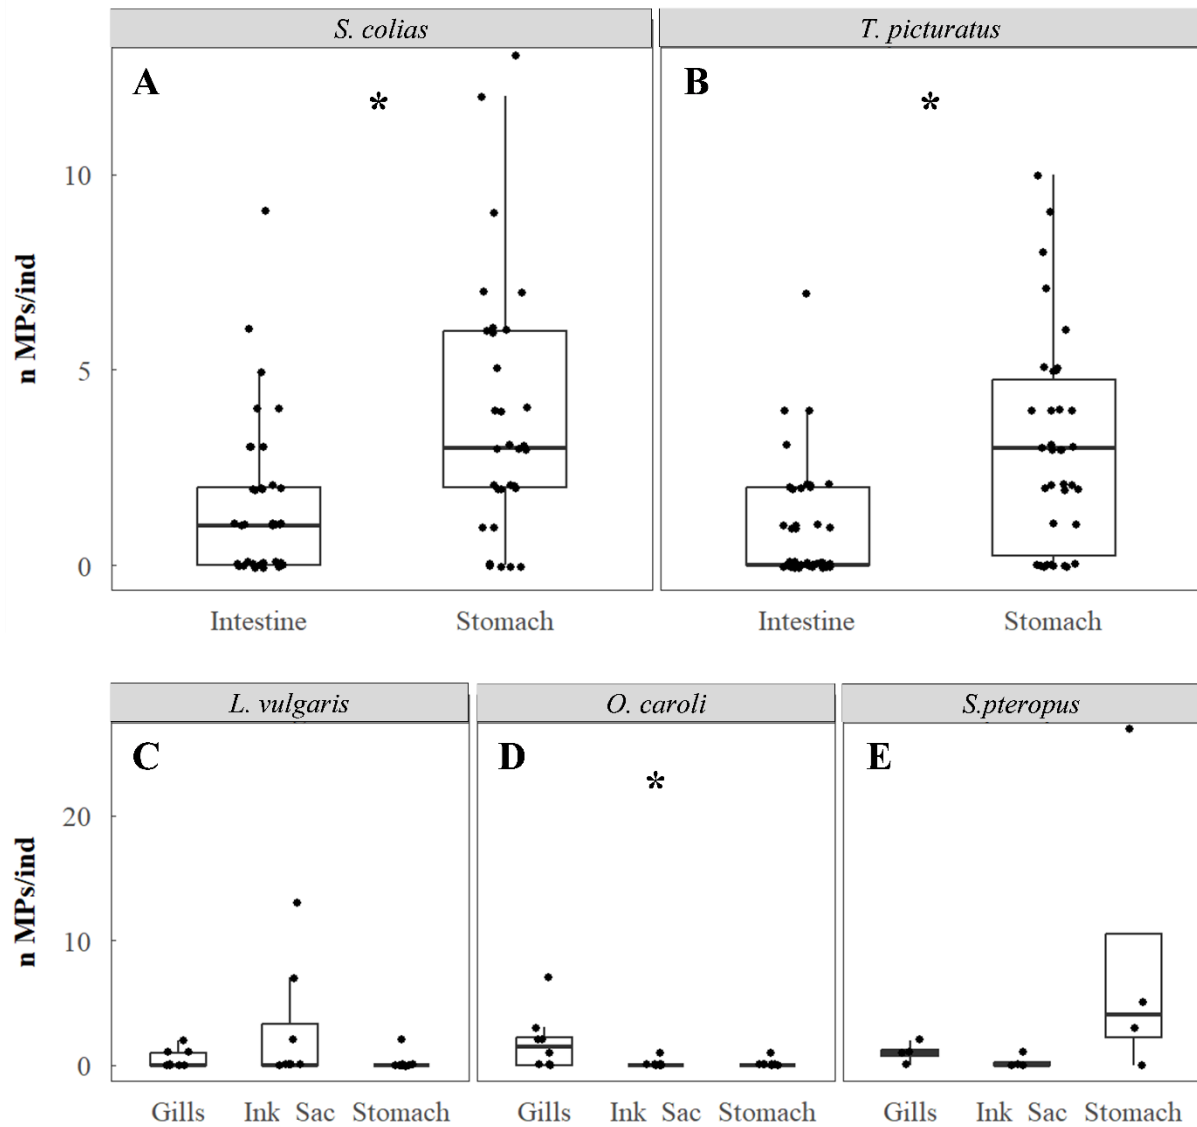 S. colias
T. picturatus
A
*
B
*
n MPs/ind
10
5
0
Intestine
Stomach
Intestine
Stomach
L. vulgaris
O. caroli
S.pteropus
C
D
*
E
n MPs/ind
20
10
0
Gills
Ink Sac
Stomach
Gills
Ink Sac
Stomach
Gills
Ink Sac
Stomach